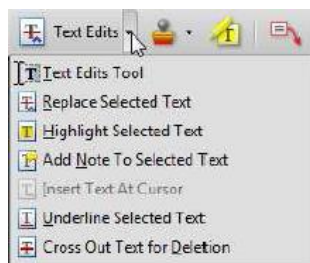 Text Edits
Text Edits Tool
Replace Selected Text
Highlight Selected Text
Add Note To Selected Text
Insert Text At Cursor
Underline Selected Text
Cross Out Text for Deletion